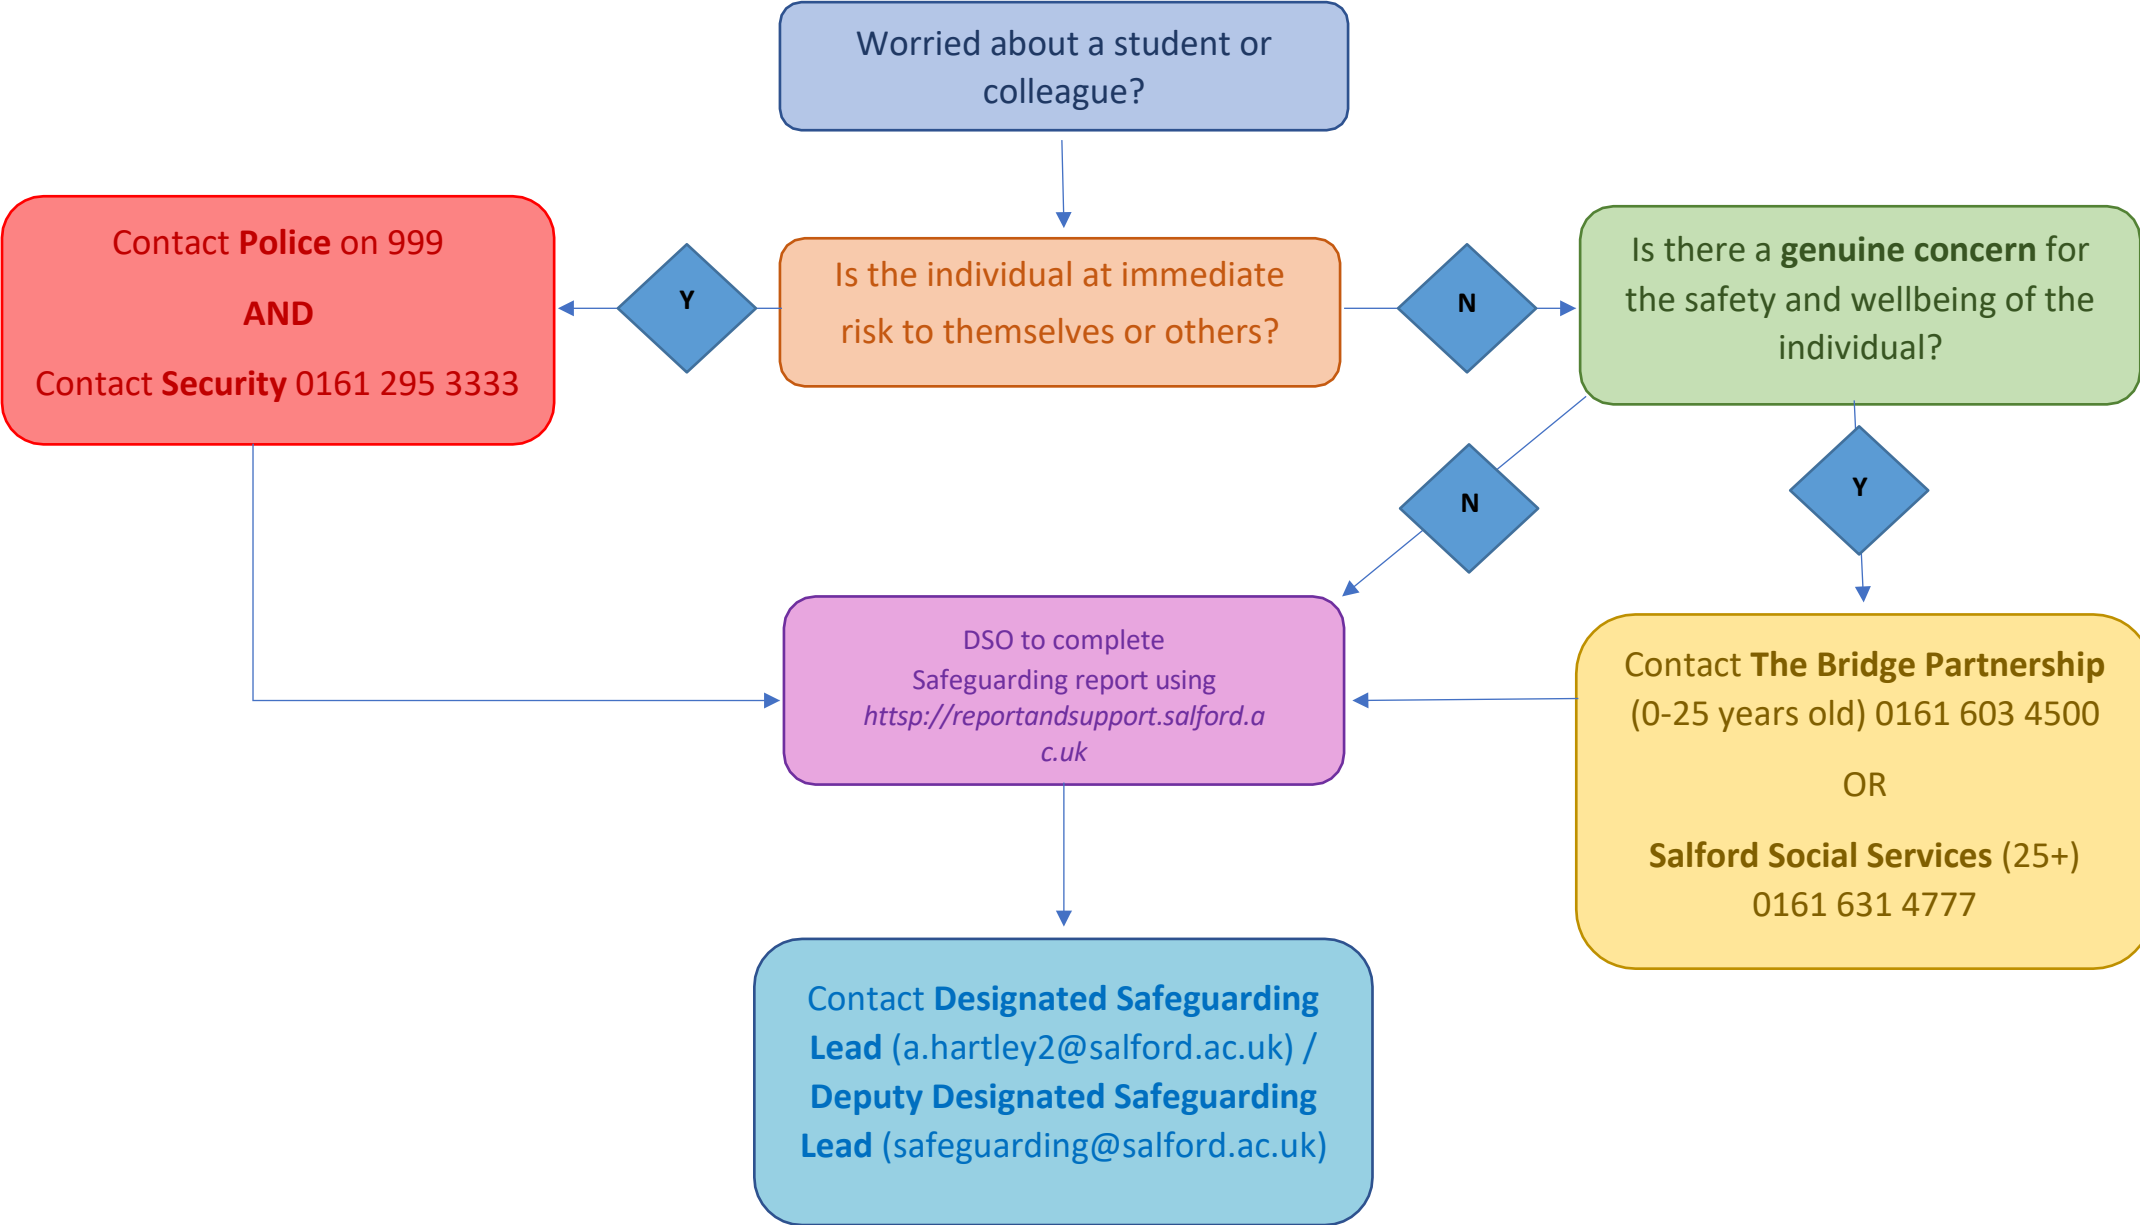 Worried about a student or
colleague?
Contact Police on 999
AND
Contact Security 0161 295 3333
Y
Is the individual at immediate
risk to themselves or others?
N
Is there a genuine concern for
the safety and wellbeing of the
individual?
N
Y
DSO to complete
Safeguarding report using
httsp://reportandsupport.salford.a
c.uk
Contact The Bridge Partnership
(0-25 years old) 0161 603 4500
OR
Salford Social Services (25+)
0161 631 4777
Contact Designated Safeguarding
Lead (a.hartley2@salford.ac.uk) /
Deputy Designated Safeguarding
Lead (safeguarding@salford.ac.uk)